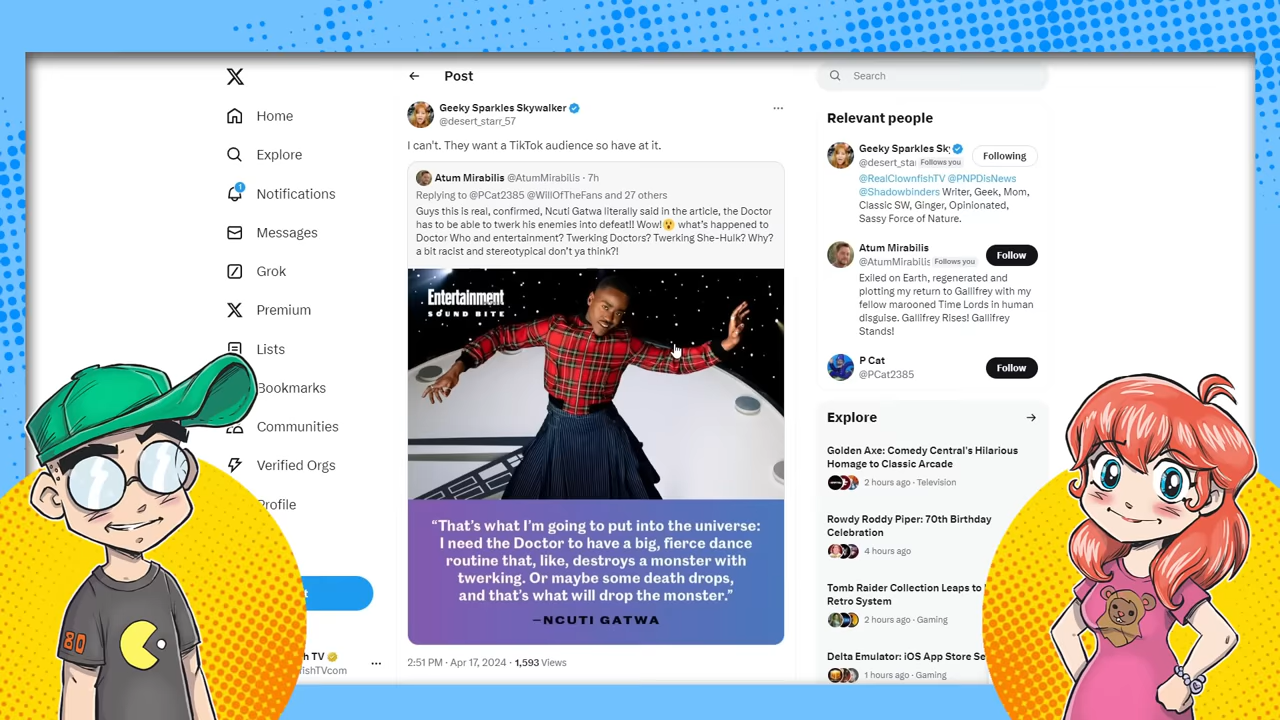 Home
Explore
1
Notifications
Messages
Grok
Premium
Lists
Bookmarks
Communities
Verified Orgs
Profile
80
Post
Geeky Sparkles Skywalker
@desert_starr_57
I can't. They want a TikTok audience so have at it.
Atum Mirabilis @AtumMirabilis · 7h
Replying to @PCat2385 @WillOfTheFans and 27 others
Guys this is real, confirmed, Ncuti Gatwa literally said in the article, the Doctor
has to be able to twerk his enemies into defeat!! Wow!😮 what's happened to
Doctor Who and entertainment? Twerking Doctors? Twerking She-Hulk? Why?
a bit racist and stereotypical don't ya think?!
Entertainment
SOUND BITE
"That's what I'm going to put into the universe:
I need the Doctor to have a big, fierce dance
routine that, like, destroys a monster with
twerking. Or maybe some death drops,
and that's what will drop the monster."
—NCUTI GATWA
2:51 PM · Apr 17, 2024 · 1,593 Views
Search
Relevant people
Geeky Sparkles Sk
@desert_sta Follows you
Following
@RealClownfishTV @PNPDisNews
@Shadowbinders Writer, Geek, Mom,
Classic SW, Ginger, Opinionated,
Sassy Force of Nature.
Atum Mirabilis
@AtumMirabilis Follows you
Follow
Exiled on Earth, regenerated and
plotting my return to Gallifrey with my
fellow marooned Time Lords in human
disguise. Gallifrey Rises! Gallifrey
Stands!
P Cat
@PCat2385
Follow
Explore
Golden Axe: Comedy Central's Hilarious
Homage to Classic Arcade
2 hours ago · Television
Rowdy Roddy Piper: 70th Birthday
Celebration
4 hours ago
Tomb Raider Collection Leaps to
Retro System
2 hours ago · Gaming
Delta Emulator: iOS App Store Se
1 hours ago · Gaming